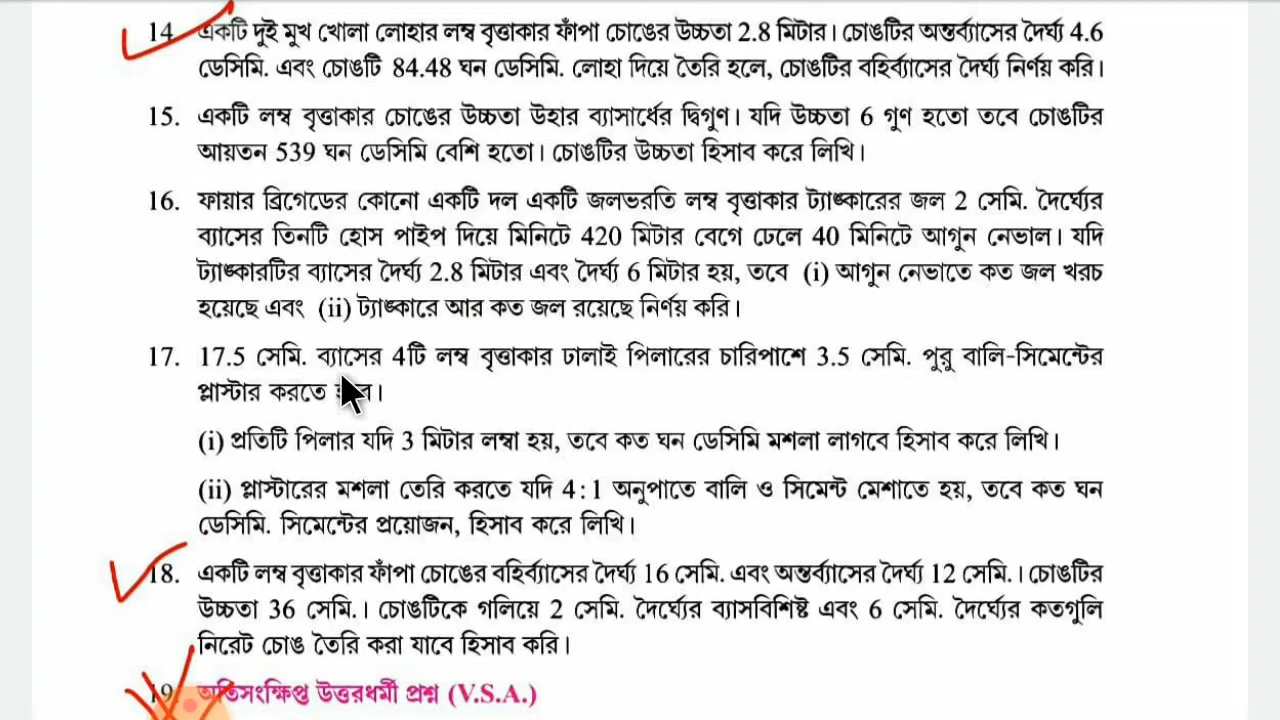 14. একটি দুই মুখ খোলা লোহার লম্ব বৃত্তাকার ফাঁপা চোঙের উচ্চতা 2.8 মিটার। চোঙটির অন্তর্ব্যাসের দৈর্ঘ্য 4.6
ডেসিমি. এবং চোঙটি 84.48 ঘন ডেসিমি. লোহা দিয়ে তৈরি হলে, চোঙটির বহির্ব্যাসের দৈর্ঘ্য নির্ণয় করি।
15. একটি লম্ব বৃত্তাকার চোঙের উচ্চতা উহার ব্যাসার্ধের দ্বিগুণ। যদি উচ্চতা 6 গুণ হতো তবে চোঙটির
আয়তন 539 ঘন ডেসিমি বেশি হতো। চোঙটির উচ্চতা হিসাব করে লিখি।
16. ফায়ার ব্রিগেডের কোনো একটি দল একটি জলভরতি লম্ব বৃত্তাকার ট্যাঙ্কারের জল 2 সেমি. দৈর্ঘ্যের
ব্যাসের তিনটি হোস পাইপ দিয়ে মিনিটে 420 মিটার বেগে ঢেলে 40 মিনিটে আগুন নেভাল। যদি
ট্যাঙ্কারটির ব্যাসের দৈর্ঘ্য 2.8 মিটার এবং দৈর্ঘ্য 6 মিটার হয়, তবে (i) আগুন নেভাতে কত জল খরচ
হয়েছে এবং (ii) ট্যাঙ্কারে আর কত জল রয়েছে নির্ণয় করি।
17. 17.5 সেমি. ব্যাসের 4টি লম্ব বৃত্তাকার ঢালাই পিলারের চারিপাশে 3.5 সেমি. পুরু বালি-সিমেন্টের
প্লাস্টার করতে
(i) প্রতিটি পিলার যদি 3 মিটার লম্বা হয়, তবে কত ঘন ডেসিমি মশলা লাগবে হিসাব করে লিখি।
(ii) প্লাস্টারের মশলা তেরি করতে যদি 4:1 অনুপাতে বালি ও সিমেন্ট মেশাতে হয়, তবে কত ঘন
ডেসিমি. সিমেন্টের প্রয়োজন, হিসাব করে লিখি।
18. একটি লম্ব বৃত্তাকার ফাঁপা চোঙের বহির্ব্যাসের দৈর্ঘ্য 16 সেমি. এবং অন্তর্ব্যাসের দৈর্ঘ্য 12 সেমি.। চোঙটির
উচ্চতা 36 সেমি.। চোঙটিকে গলিয়ে 2 সেমি. দৈর্ঘ্যের ব্যাসবিশিষ্ট এবং 6 সেমি. দৈর্ঘ্যের কতগুলি
নিরেট চোঙ তৈরি করা যাবে হিসাব করি।
19. অতিসংক্ষিপ্ত উত্তরধর্মী প্রশ্ন (V.S.A.)